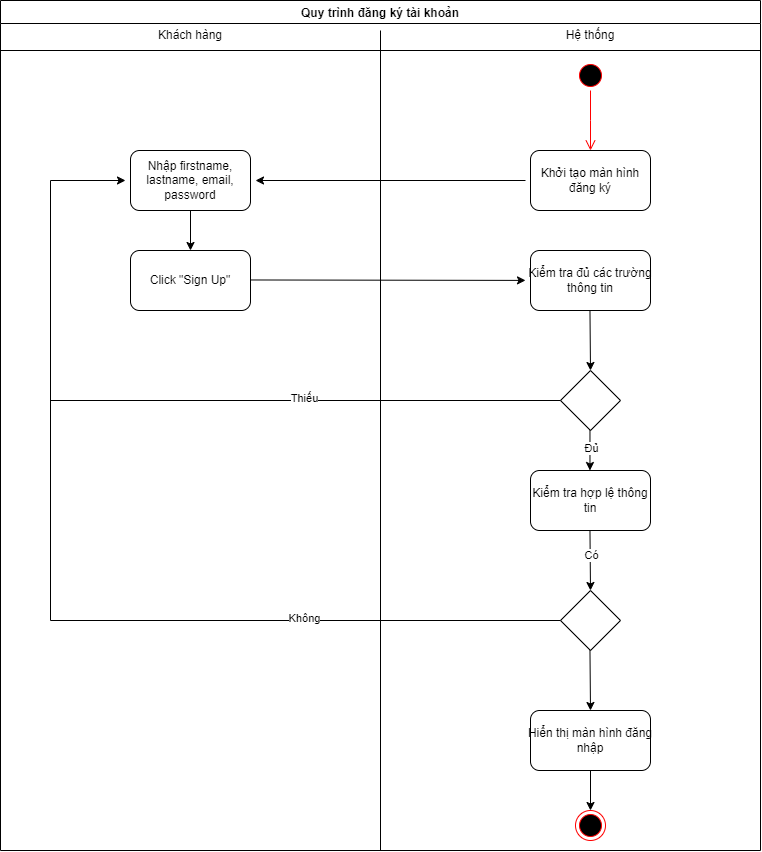 Quy trình đăng ký tài khoản
Khách hàng
Hệ thống
Nhập firstname,
lastname, email,
password
Khởi tạo màn hình
đăng ký
Click "Sign Up"
Kiểm tra đủ các trường
thông tin
Thiếu
Đủ
Kiểm tra hợp lệ thông
tin
Có
Không
Hiển thị màn hình đăng
nhập